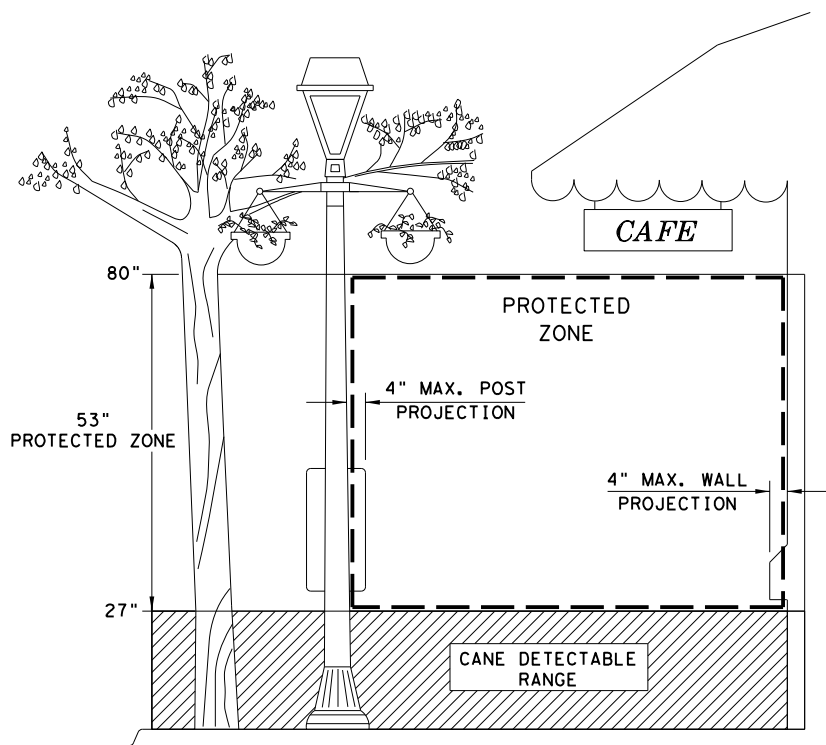 CAFE
80"
PROTECTED
ZONE
4" MAX. POST
PROJECTION
53"
PROTECTED ZONE
4" MAX. WALL
PROJECTION
27"
CANE DETECTABLE
RANGE